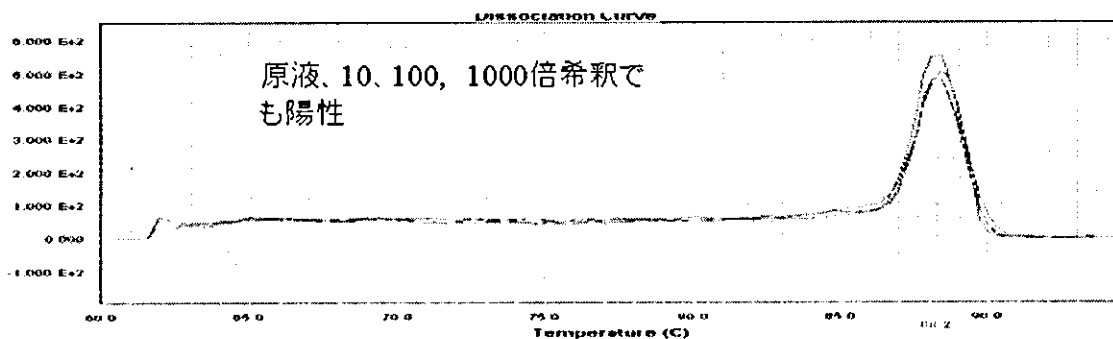 Dissociation Curve
原液、10、100, 1000倍希釈で
も陽性
8.000 E+2
6.000 E+2
4.000 E+2
3.000 E+2
2.000 E+2
1.000 E+2
0.000
-1.000 E+2
60.0 65.0 70.0 75.0 80.0 85.0 90.0
Temperature (C)